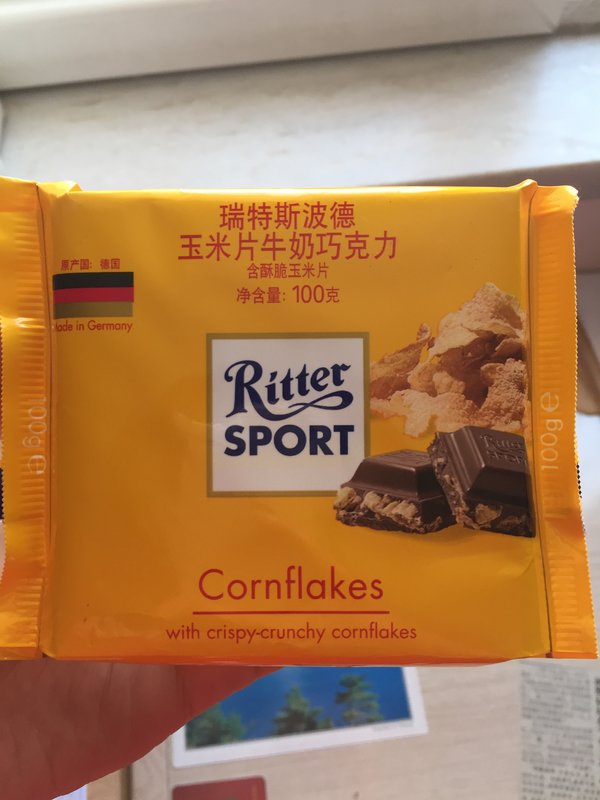 瑞特斯波德
玉米片牛奶巧克力
含酥脆玉米片
净含量: 100克
原产国: 德国
Made in Germany
Ritter
SPORT
Ritter
SPORT
100g e
100g e
Cornflakes
with crispy-crunchy cornflakes